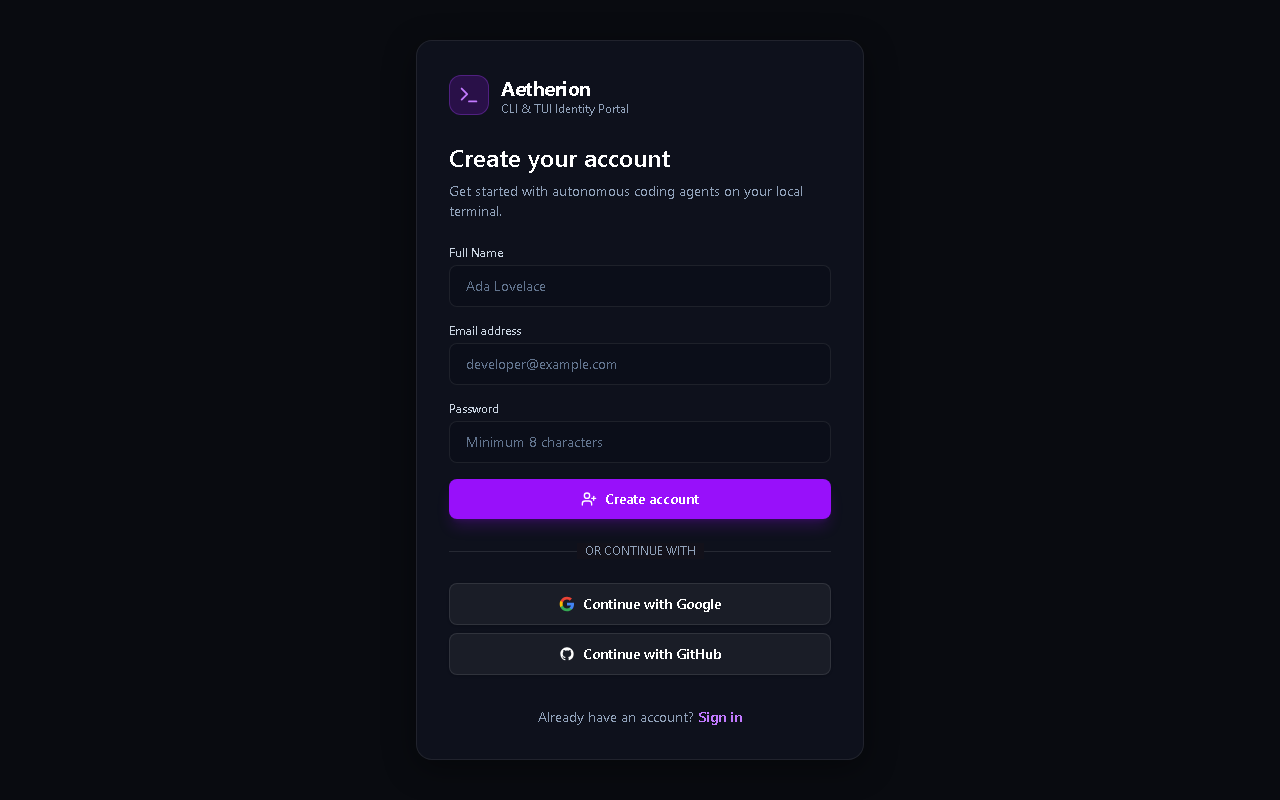 Aetherion
CLI & TUI Identity Portal
Create your account
Get started with autonomous coding agents on your local
terminal.
Full Name
Ada Lovelace
Email address
developer@example.com
Password
Minimum 8 characters
Create account
OR CONTINUE WITH
Continue with Google
Continue with GitHub
Already have an account? Sign in